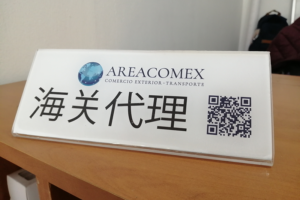 AREACOMEX
COMERCIO EXTERIOR • TRANSPORTE
海关代理